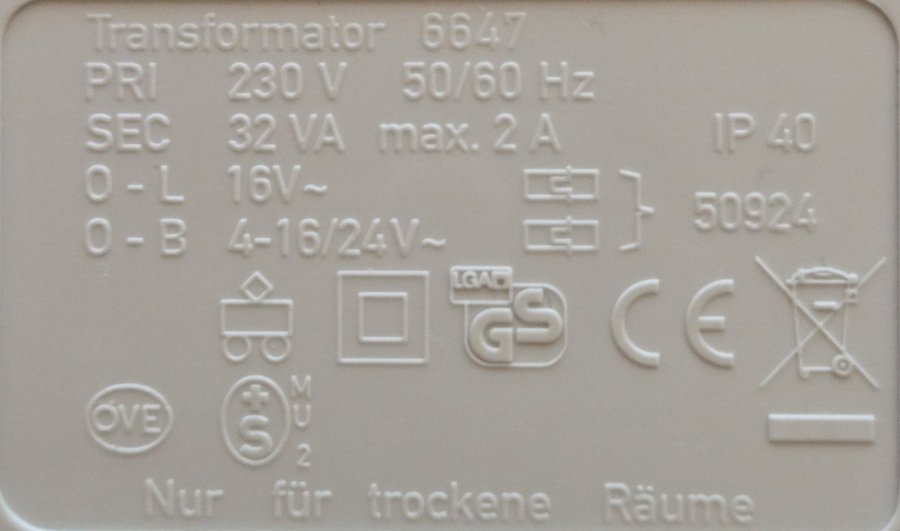 Transformator 6647
PRI 230 V 50/60 Hz
SEC 32 VA max. 2 A IP 40
0 - L 16V~
0 - B 4-16/24V~ 50924
LGA
GS
CE
ÖVE
+S
MU2
Nur für trockene Räume